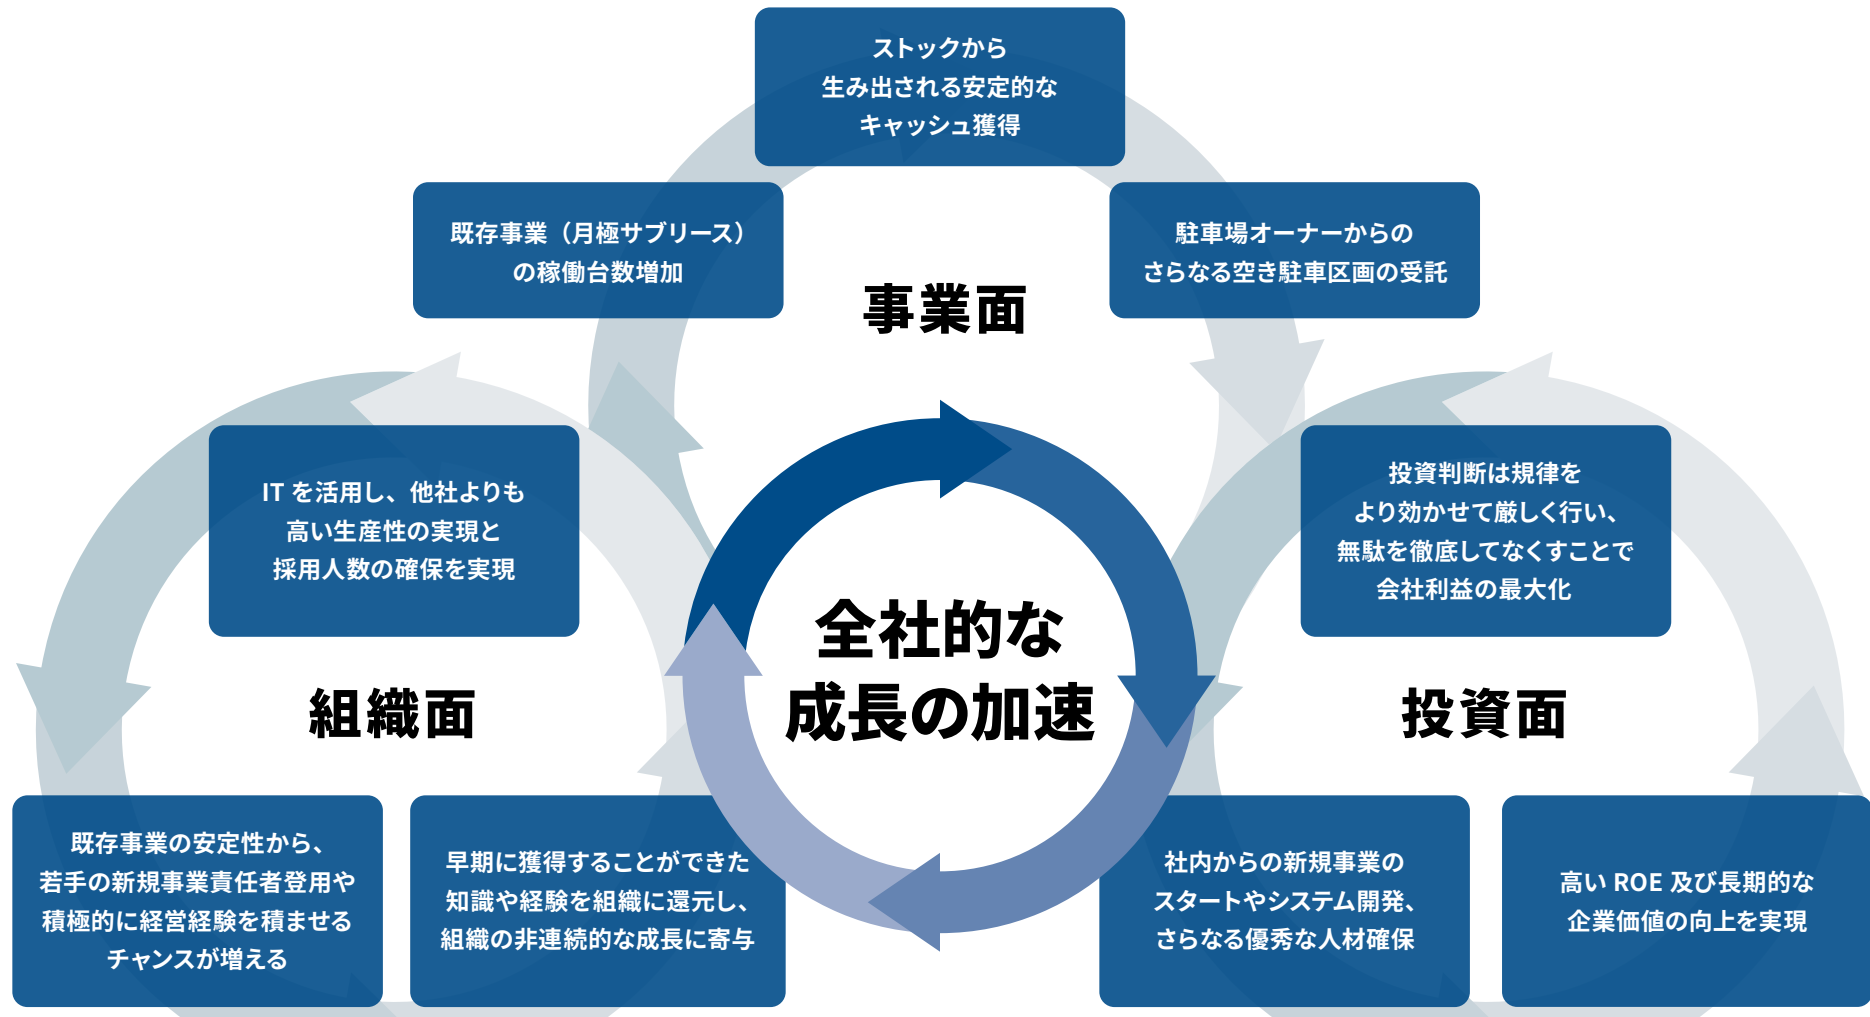 ストックから
生み出される安定的な
キャッシュ獲得
既存事業（月極サブリース）
の稼働台数増加
駐車場オーナーからの
さらなる空き駐車区画の受託
事業面
IT を活用し、他社よりも
高い生産性の実現と
採用人数の確保を実現
投資判断は規律を
より効かせて厳しく行い、
無駄を徹底してなくすことで
会社利益の最大化
全社的な
成長の加速
組織面
投資面
既存事業の安定性から、
若手の新規事業責任者登用や
積極的に経営経験を積ませる
チャンスが増える
早期に獲得することができた
知識や経験を組織に還元し、
組織の非連続的な成長に寄与
社内からの新規事業の
スタートやシステム開発、
さらなる優秀な人材確保
高い ROE 及び長期的な
企業価値の向上を実現